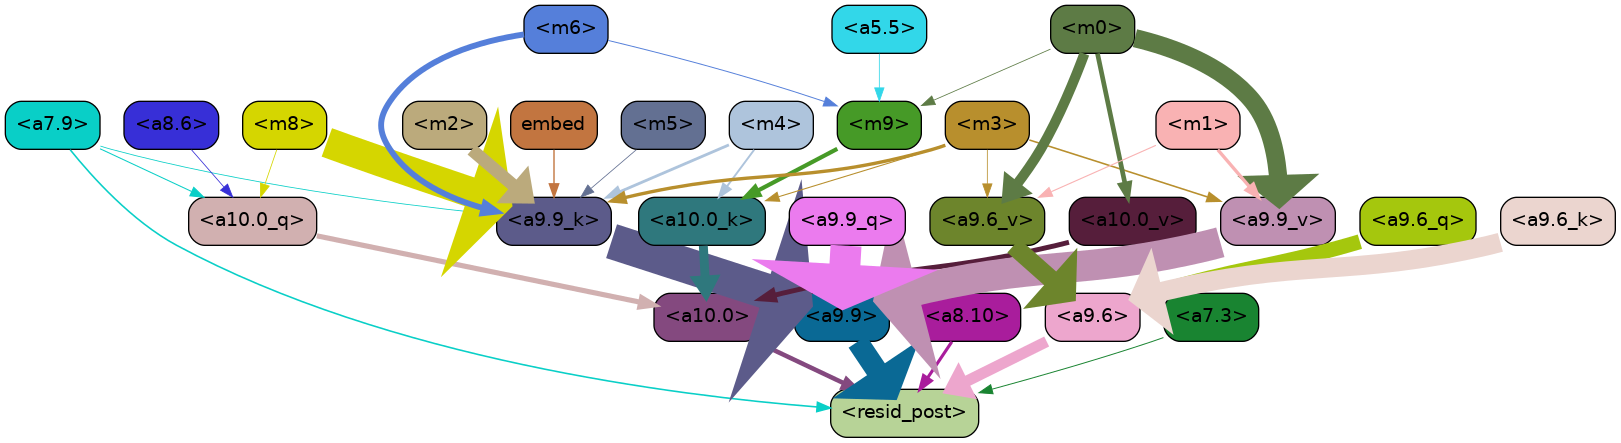 <m6> <a5.5> <m0>
<a7.9> <a8.6> <m8> <m2> embed <m5> <m4> <m9> <m3> <m1>
<a10.0_q> <a9.9_k> <a10.0_k> <a9.9_q> <a9.6_v> <a10.0_v> <a9.9_v> <a9.6_q> <a9.6_k>
<a10.0> <a9.9> <a8.10> <a9.6> <a7.3>
<resid_post>